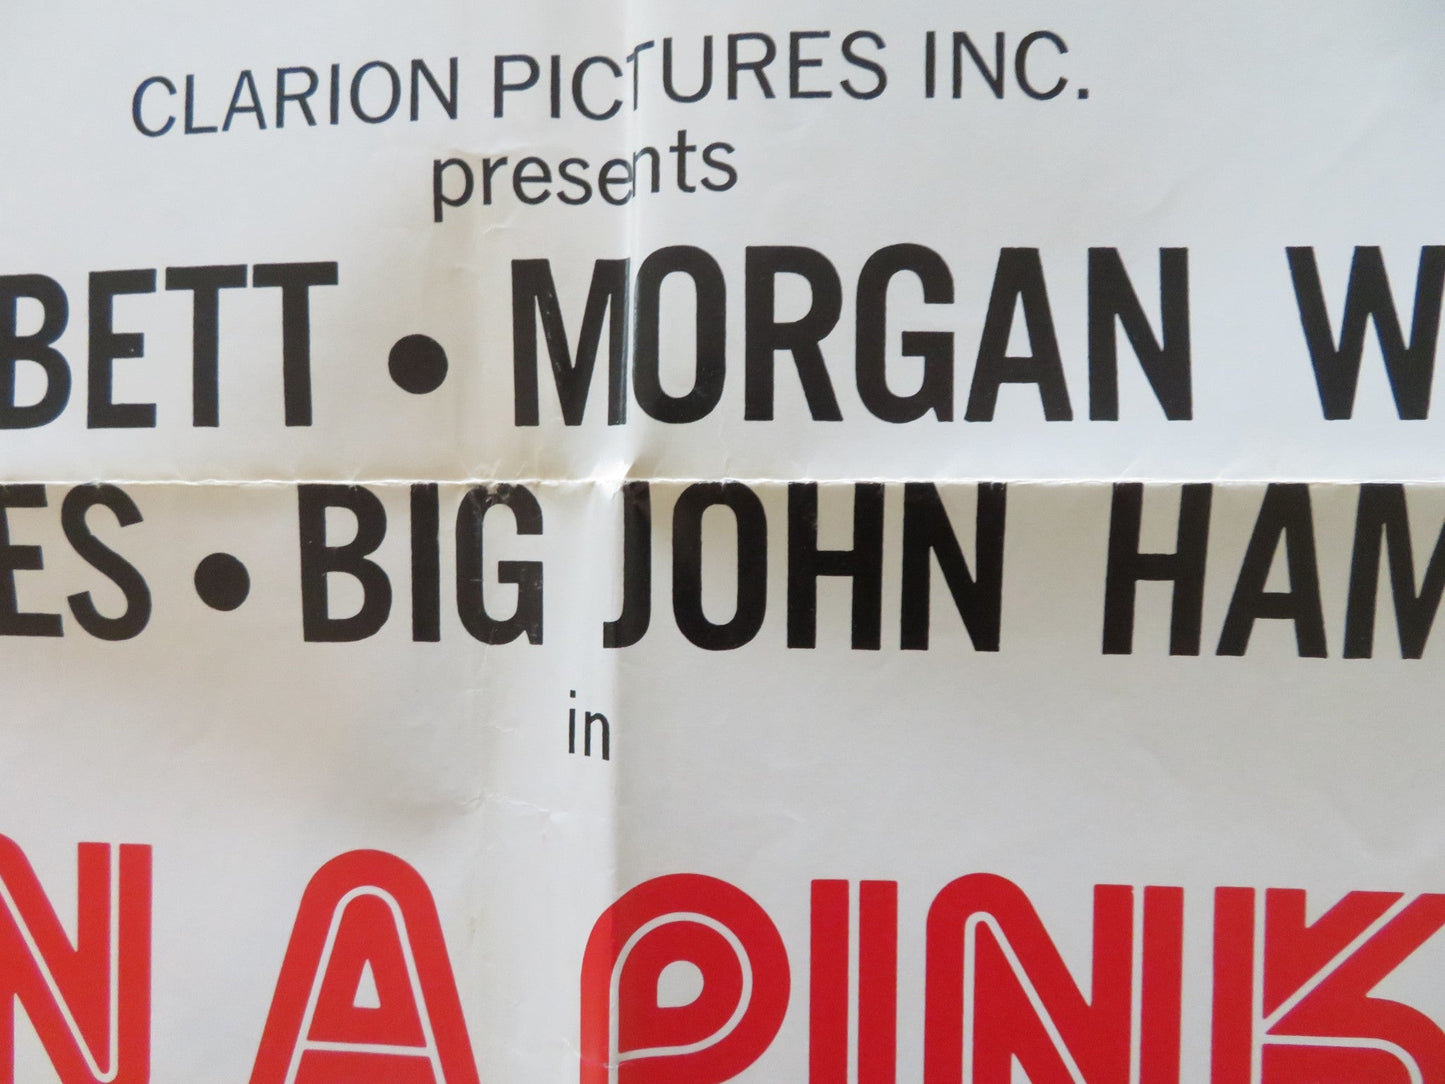 CLARION PICTURES INC.
presents
BETT • MORGAN W
ES • BIG JOHN HAM
in
N A PINK